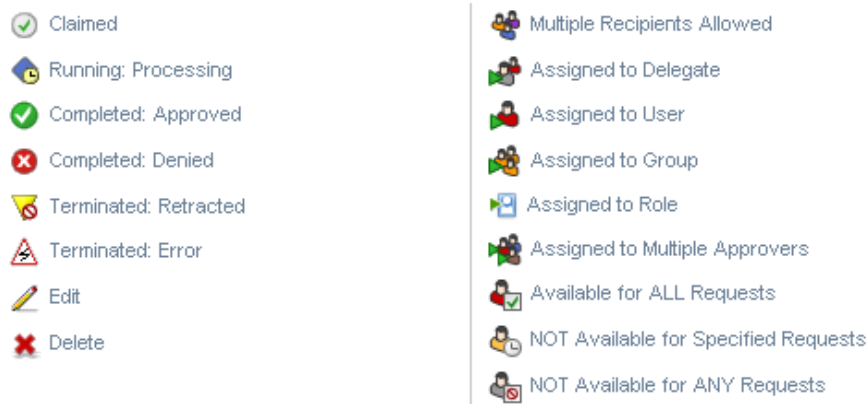 Claimed
Running: Processing
Completed: Approved
Completed: Denied
Terminated: Retracted
Terminated: Error
Edit
Delete
Multiple Recipients Allowed
Assigned to Delegate
Assigned to User
Assigned to Group
Assigned to Role
Assigned to Multiple Approvers
Available for ALL Requests
NOT Available for Specified Requests
NOT Available for ANY Requests